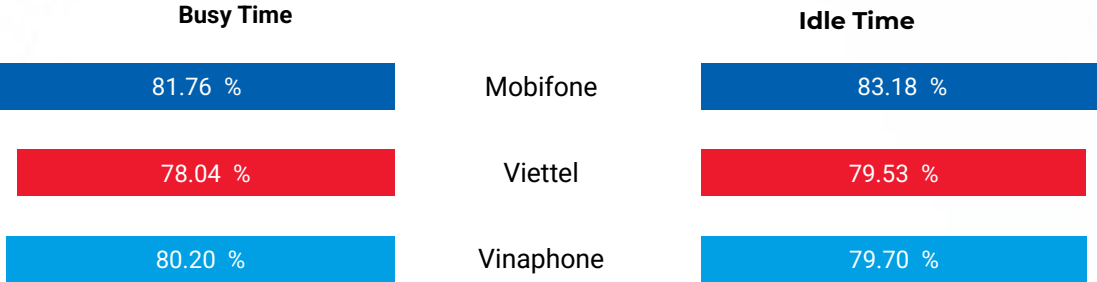 Busy Time
Idle Time
81.76 % Mobifone 83.18 %
78.04 % Viettel 79.53 %
80.20 % Vinaphone 79.70 %